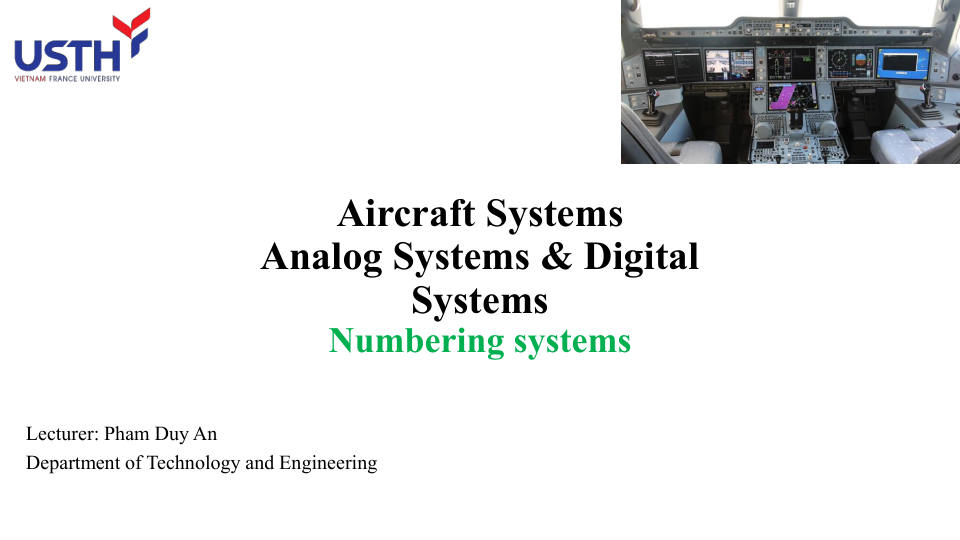 USTH
VIETNAM FRANCE UNIVERSITY
Aircraft Systems
Analog Systems & Digital
Systems
Numbering systems
Lecturer: Pham Duy An
Department of Technology and Engineering